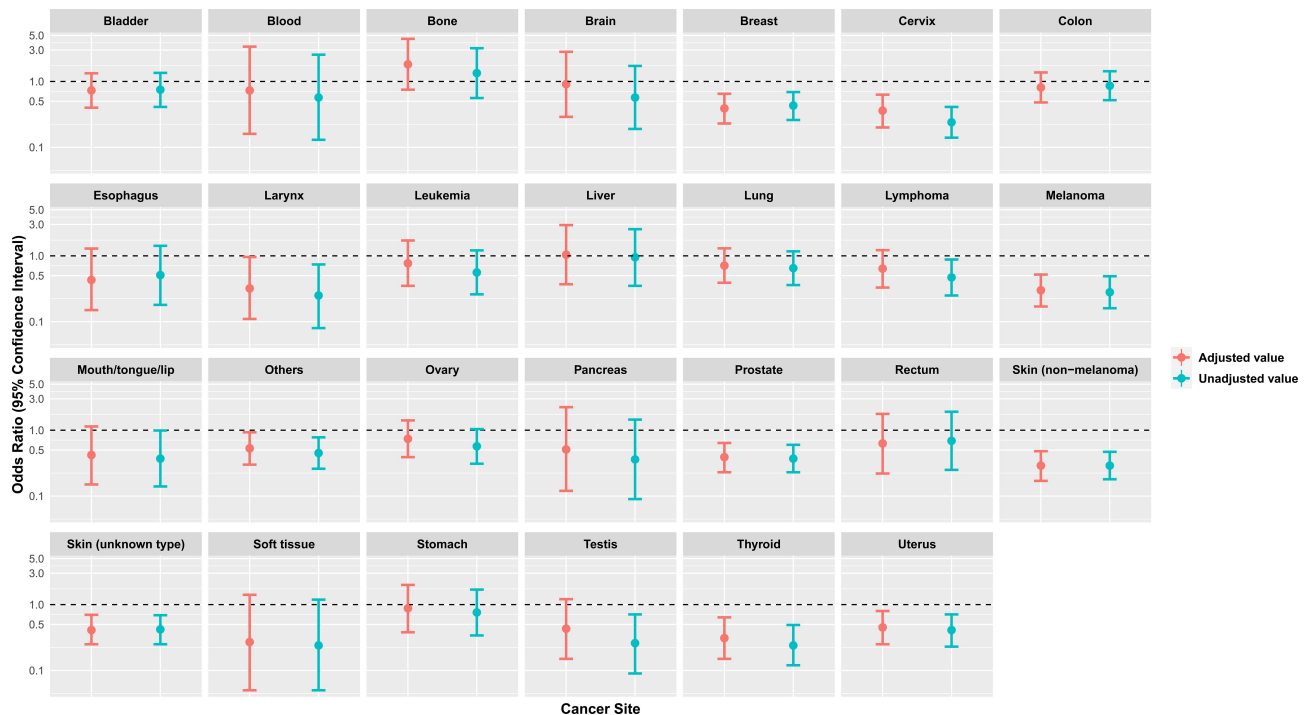 Bladder Blood Bone Brain Breast Cervix Colon
5.0
3.0
1.0
0.5
0.1
Esophagus Larynx Leukemia Liver Lung Lymphoma Melanoma
5.0
3.0
1.0
0.5
0.1
Mouth/tongue/lip Others Ovary Pancreas Prostate Rectum Skin (non−melanoma)
5.0
3.0
1.0
0.5
0.1
Skin (unknown type) Soft tissue Stomach Testis Thyroid Uterus
5.0
3.0
1.0
0.5
0.1
Odds Ratio (95% Confidence Interval)
Cancer Site
Adjusted value
Unadjusted value